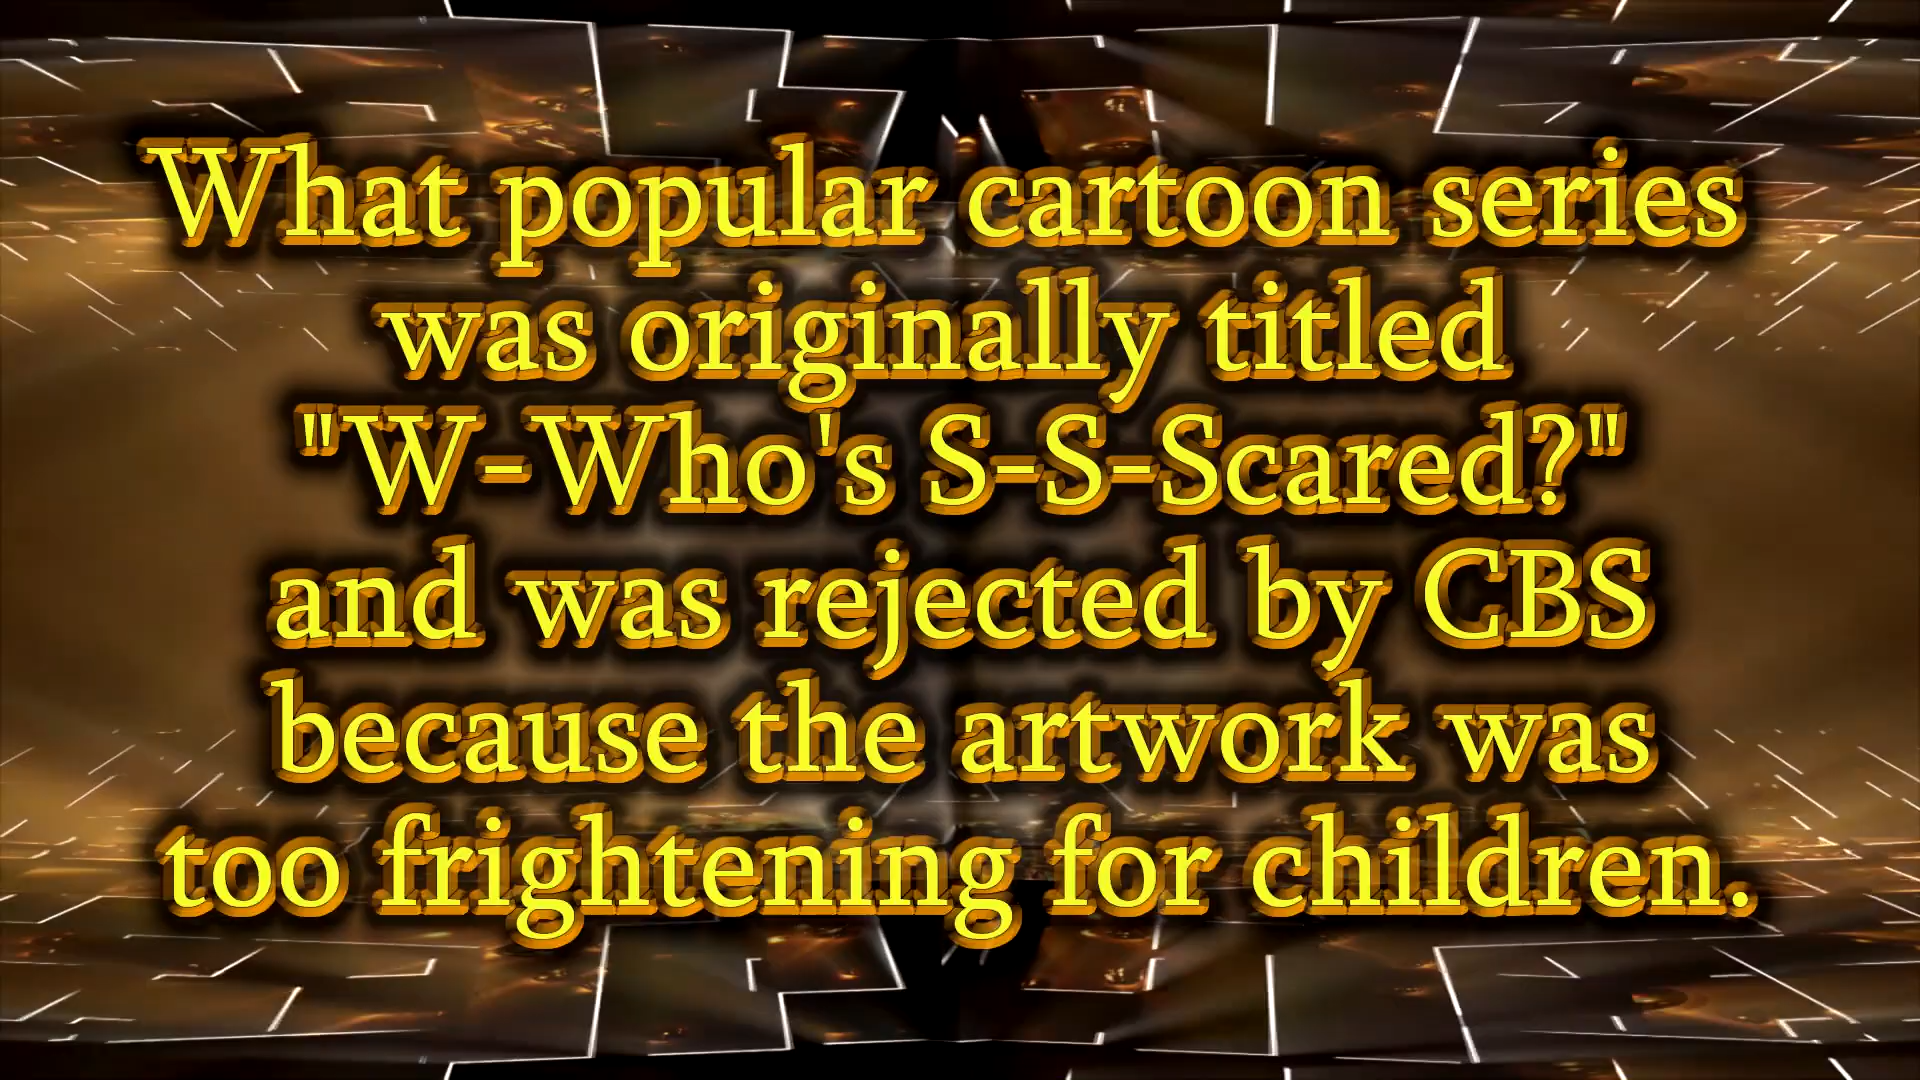 What popular cartoon series
was originally titled
"W-Who's S-S-Scared?"
and was rejected by CBS
because the artwork was
too frightening for children.